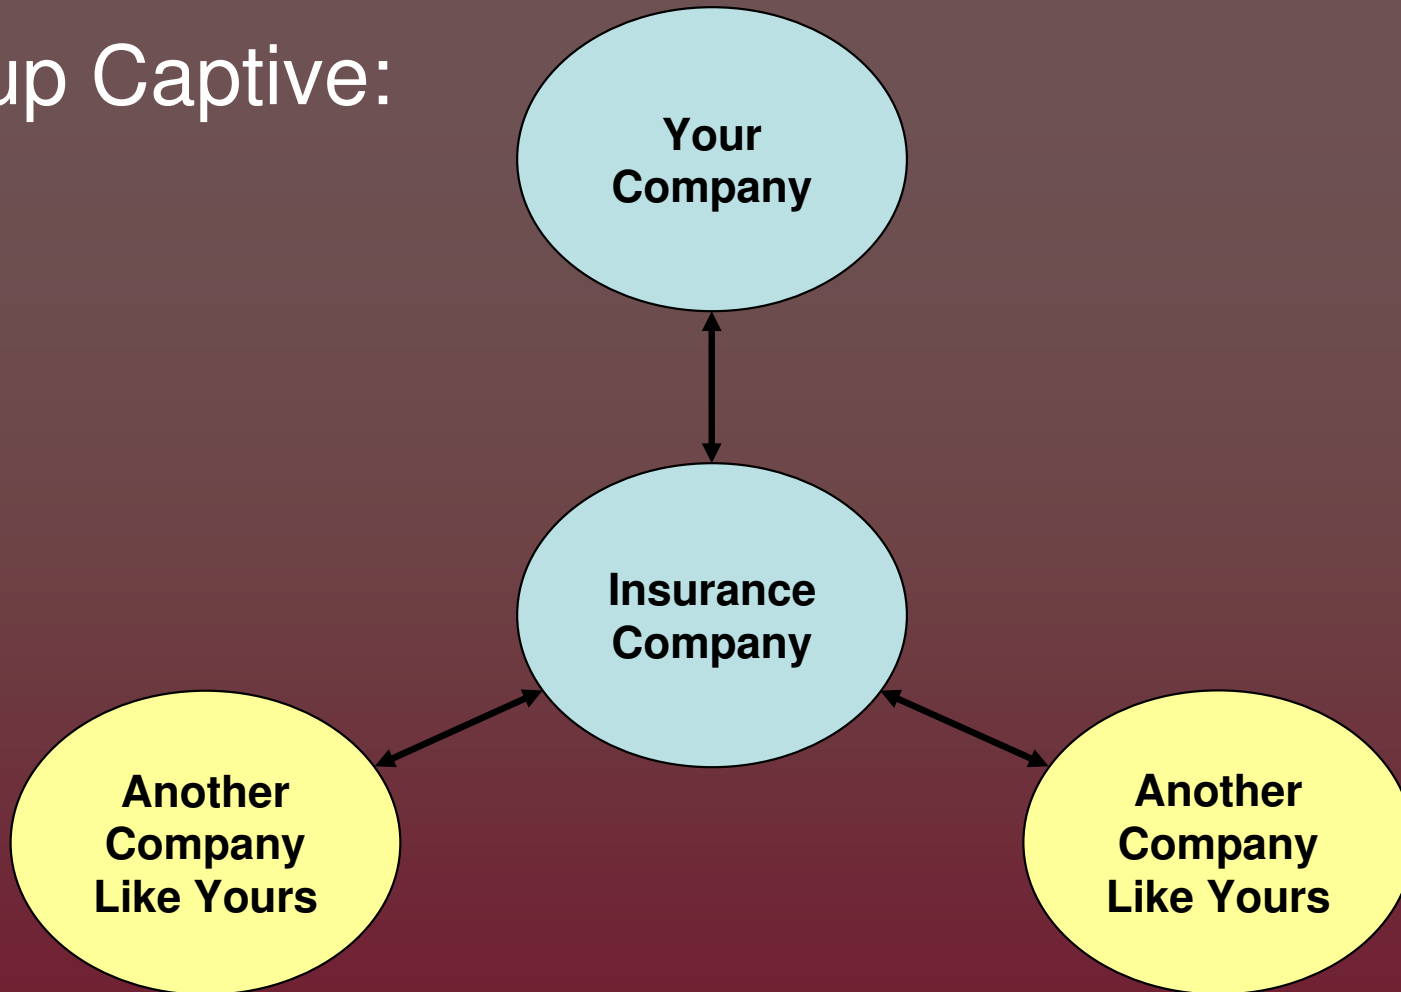 up Captive:
Your
Company
Insurance
Company
Another
Company
Like Yours
Another
Company
Like Yours